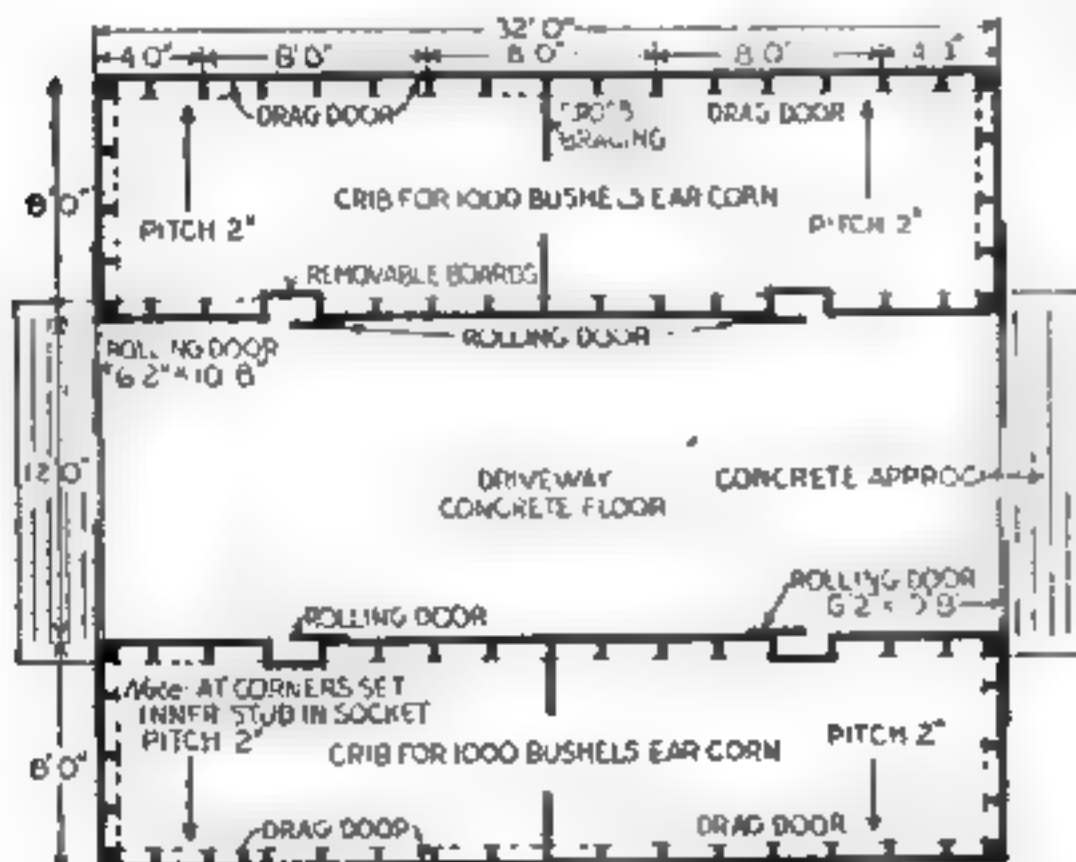 32'0"
4'0" 8'0" 8'0" 8'0"
DRAG DOOR
BRACING
DRAG DOOR
8'0"
CRIB FOR 1000 BUSHELS EAR CORN
PITCH 2"
PITCH 2"
REMOVABLE BOARDS
ROLLING DOOR
ROLLING DOOR
12'0"
DRIVEWAY
CONCRETE FLOOR
CONCRETE
ROLLING DOOR
ROLLING DOOR
Note: AT CORNERS SET
INNER STUD IN SOCKET
PITCH 2"
PITCH 2"
CRIB FOR 1000 BUSHELS EAR CORN
8'0"
DRAG DOOR
DRAG DOOR